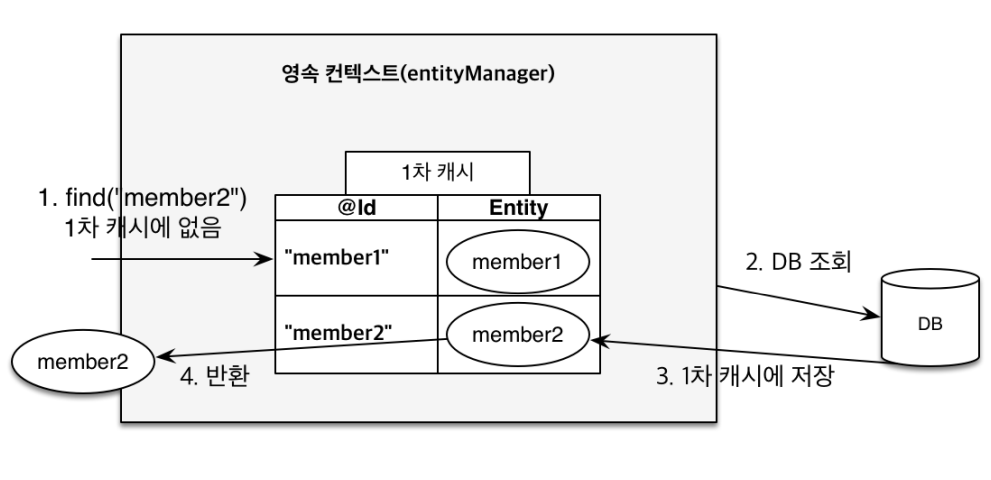 영속 컨텍스트(entityManager)
1차 캐시
1. find("member2")
1차 캐시에 없음
@Id
Entity
"member1"
member1
2. DB 조회
DB
"member2"
member2
member2
4. 반환
3. 1차 캐시에 저장